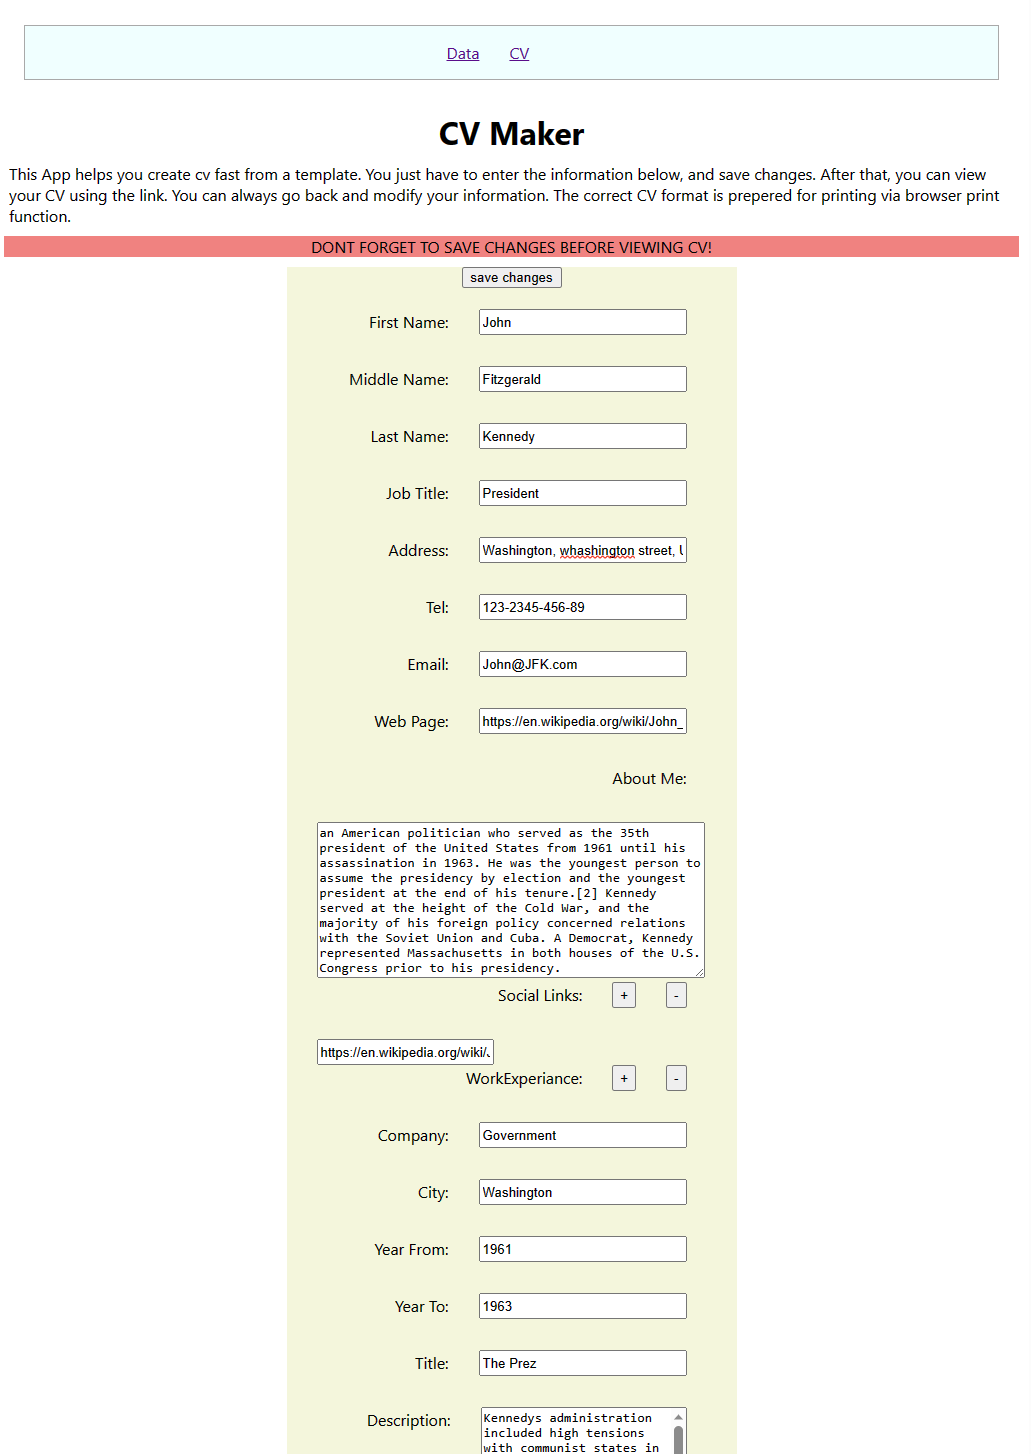 Data CV
CV Maker
This App helps you create cv fast from a template. You just have to enter the information below, and save changes. After that, you can view
your CV using the link. You can always go back and modify your information. The correct CV format is prepered for printing via browser print
function.
DONT FORGET TO SAVE CHANGES BEFORE VIEWING CV!
save changes
First Name: John
Middle Name: Fitzgerald
Last Name: Kennedy
Job Title: President
Address: Washington, whashington street, U
Tel: 123-2345-456-89
Email: John@JFK.com
Web Page: https://en.wikipedia.org/wiki/John_
About Me:
an American politician who served as the 35th
president of the United States from 1961 until his
assassination in 1963. He was the youngest person to
assume the presidency by election and the youngest
president at the end of his tenure.[2] Kennedy
served at the height of the Cold War, and the
majority of his foreign policy concerned relations
with the Soviet Union and Cuba. A Democrat, Kennedy
represented Massachusetts in both houses of the U.S.
Congress prior to his presidency.
Social Links: + -
https://en.wikipedia.org/wiki/J
WorkExperiance: + -
Company: Government
City: Washington
Year From: 1961
Year To: 1963
Title: The Prez
Description: Kennedys administration
included high tensions
with communist states in